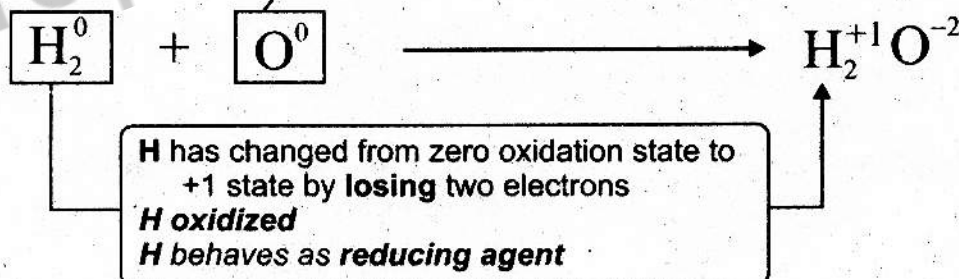 H₂⁰ + O⁰ ⟶ H₂⁺¹O⁻²
H has changed from zero oxidation state to
+1 state by losing two electrons
H oxidized
H behaves as reducing agent